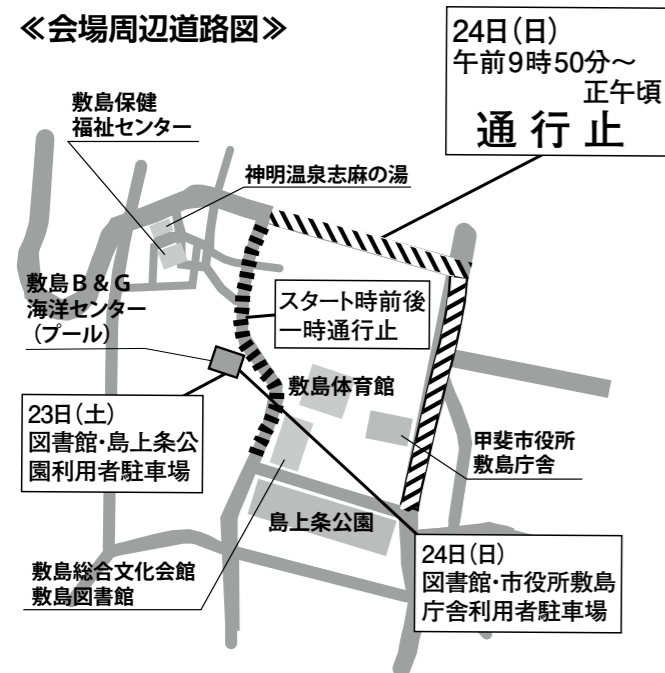 ≪会場周辺道路図≫
24日(日)
午前9時50分～
正午頃
通行止
敷島保健
福祉センター
神明温泉志麻の湯
敷島B&G
海洋センター
(プール)
スタート時前後
一時通行止
敷島体育館
23日(土)
図書館・島上条公
園利用者駐車場
甲斐市役所
敷島庁舎
島上条公園
敷島総合文化会館
敷島図書館
24日(日)
図書館・市役所敷島
庁舎利用者駐車場